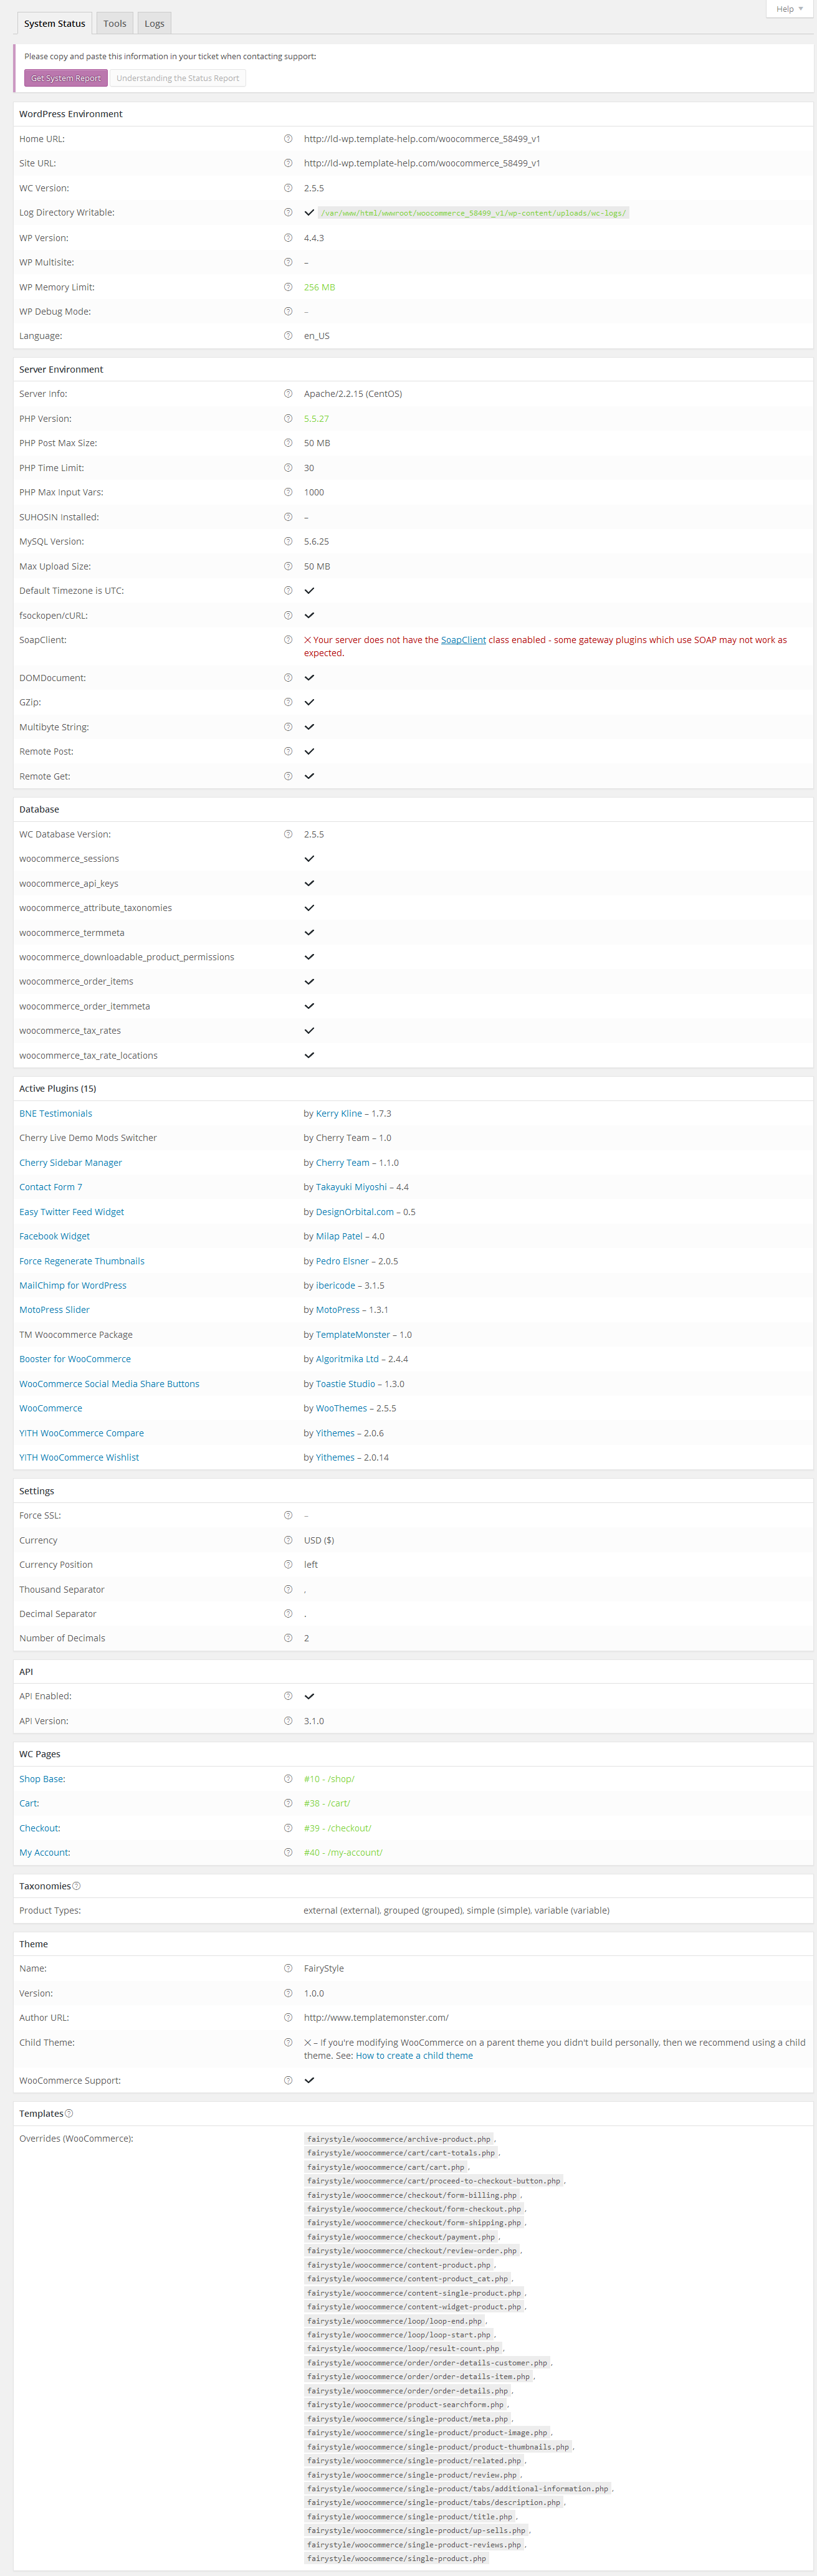 Help
System Status Tools Logs
Please copy and paste this information in your ticket when contacting support:
Get System Report Understanding the Status Report
WordPress Environment
Home URL: http://ld-wp.template-help.com/woocommerce_58499_v1
Site URL: http://ld-wp.template-help.com/woocommerce_58499_v1
WC Version: 2.5.5
Log Directory Writable: ✔ /var/www/html/wwwroot/woocommerce_58499_v1/wp-content/uploads/wc-logs/
WP Version: 4.4.3
WP Multisite: –
WP Memory Limit: 256 MB
WP Debug Mode: –
Language: en_US
Server Environment
Server Info: Apache/2.2.15 (CentOS)
PHP Version: 5.5.27
PHP Post Max Size: 50 MB
PHP Time Limit: 30
PHP Max Input Vars: 1000
SUHOSIN Installed: –
MySQL Version: 5.6.25
Max Upload Size: 50 MB
Default Timezone is UTC: ✔
fsockopen/cURL: ✔
SoapClient: ✕ Your server does not have the SoapClient class enabled - some gateway plugins which use SOAP may not work as
expected.
DOMDocument: ✔
GZip: ✔
Multibyte String: ✔
Remote Post: ✔
Remote Get: ✔
Database
WC Database Version: 2.5.5
woocommerce_sessions ✔
woocommerce_api_keys ✔
woocommerce_attribute_taxonomies ✔
woocommerce_termmeta ✔
woocommerce_downloadable_product_permissions ✔
woocommerce_order_items ✔
woocommerce_order_itemmeta ✔
woocommerce_tax_rates ✔
woocommerce_tax_rate_locations ✔
Active Plugins (15)
BNE Testimonials by Kerry Kline – 1.7.3
Cherry Live Demo Mods Switcher by Cherry Team – 1.0
Cherry Sidebar Manager by Cherry Team – 1.1.0
Contact Form 7 by Takayuki Miyoshi – 4.4
Easy Twitter Feed Widget by DesignOrbital.com – 0.5
Facebook Widget by Milap Patel – 4.0
Force Regenerate Thumbnails by Pedro Elsner – 2.0.5
MailChimp for WordPress by ibericode – 3.1.5
MotoPress Slider by MotoPress – 1.3.1
TM Woocommerce Package by TemplateMonster – 1.0
Booster for WooCommerce by Algoritmika Ltd – 2.4.4
WooCommerce Social Media Share Buttons by Toastie Studio – 1.3.0
WooCommerce by WooThemes – 2.5.5
YITH WooCommerce Compare by Yithemes – 2.0.6
YITH WooCommerce Wishlist by Yithemes – 2.0.14
Settings
Force SSL: –
Currency USD ($)
Currency Position left
Thousand Separator ,
Decimal Separator .
Number of Decimals 2
API
API Enabled: ✔
API Version: 3.1.0
WC Pages
Shop Base: #10 - /shop/
Cart: #38 - /cart/
Checkout: #39 - /checkout/
My Account: #40 - /my-account/
Taxonomies
Product Types: external (external), grouped (grouped), simple (simple), variable (variable)
Theme
Name: FairyStyle
Version: 1.0.0
Author URL: http://www.templatemonster.com/
Child Theme: ✕ – If you're modifying WooCommerce on a parent theme you didn't build personally, then we recommend using a child
theme. See: How to create a child theme
WooCommerce Support: ✔
Templates
Overrides (WooCommerce): fairystyle/woocommerce/archive-product.php ,
fairystyle/woocommerce/cart/cart-totals.php ,
fairystyle/woocommerce/cart/cart.php ,
fairystyle/woocommerce/cart/proceed-to-checkout-button.php ,
fairystyle/woocommerce/checkout/form-billing.php ,
fairystyle/woocommerce/checkout/form-checkout.php ,
fairystyle/woocommerce/checkout/form-shipping.php ,
fairystyle/woocommerce/checkout/payment.php ,
fairystyle/woocommerce/checkout/review-order.php ,
fairystyle/woocommerce/content-product.php ,
fairystyle/woocommerce/content-product_cat.php ,
fairystyle/woocommerce/content-single-product.php ,
fairystyle/woocommerce/content-widget-product.php ,
fairystyle/woocommerce/loop/loop-end.php ,
fairystyle/woocommerce/loop/loop-start.php ,
fairystyle/woocommerce/loop/result-count.php ,
fairystyle/woocommerce/order/order-details-customer.php ,
fairystyle/woocommerce/order/order-details-item.php ,
fairystyle/woocommerce/order/order-details.php ,
fairystyle/woocommerce/product-searchform.php ,
fairystyle/woocommerce/single-product/meta.php ,
fairystyle/woocommerce/single-product/product-image.php ,
fairystyle/woocommerce/single-product/product-thumbnails.php ,
fairystyle/woocommerce/single-product/related.php ,
fairystyle/woocommerce/single-product/review.php ,
fairystyle/woocommerce/single-product/tabs/additional-information.php ,
fairystyle/woocommerce/single-product/tabs/description.php ,
fairystyle/woocommerce/single-product/title.php ,
fairystyle/woocommerce/single-product/up-sells.php ,
fairystyle/woocommerce/single-product-reviews.php ,
fairystyle/woocommerce/single-product.php